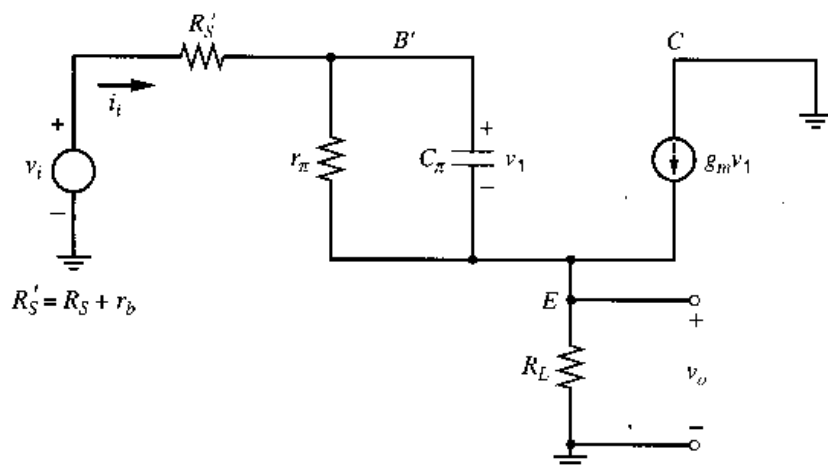 R_S'
B'
C
i_i
+
v_i
−
r_π
C_π
+
v_1
−
g_m v_1
R_S' = R_S + r_b
E
+
R_L
v_o
−